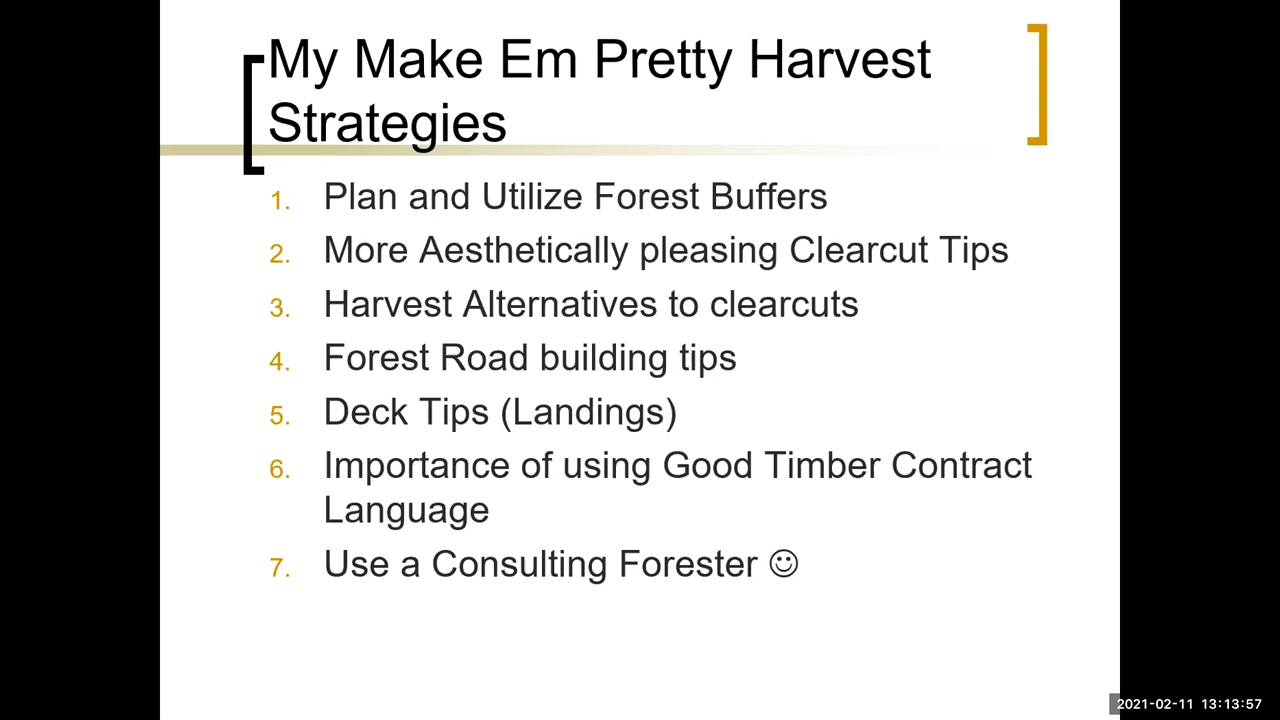 My Make Em Pretty Harvest
Strategies
1. Plan and Utilize Forest Buffers
2. More Aesthetically pleasing Clearcut Tips
3. Harvest Alternatives to clearcuts
4. Forest Road building tips
5. Deck Tips (Landings)
6. Importance of using Good Timber Contract
Language
7. Use a Consulting Forester ☺
2021-02-11 13:13:57